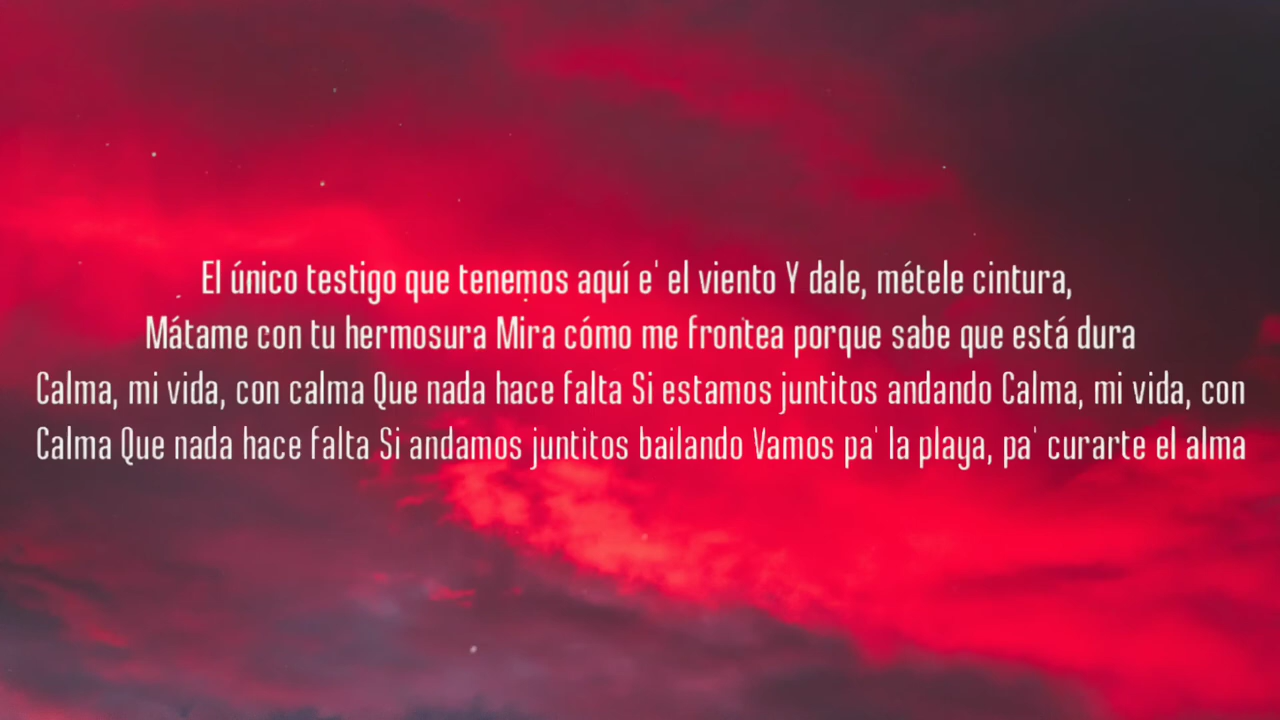 El único testigo que tenemos aquí e' el viento Y dale, métele cintura,
Mátame con tu hermosura Mira cómo me frontea porque sabe que está dura
Calma, mi vida, con calma Que nada hace falta Si estamos juntitos andando Calma, mi vida, con
Calma Que nada hace falta Si andamos juntitos bailando Vamos pa' la playa, pa' curarte el alma